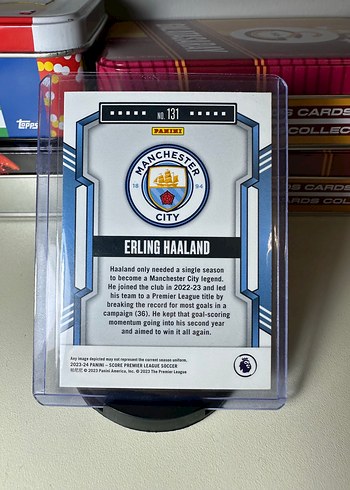 topps
NO. 131
PANINI
MANCHESTER
18 94
CITY
ERLING HAALAND
Haaland only needed a single season
to become a Manchester City legend.
He joined the club in 2022-23 and led
his team to a Premier League title by
breaking the record for most goals in a
campaign (36). He kept that goal-scoring
momentum going into his second year
and aimed to win it all again.
Any image depicted may not represent the current season uniform.
2023-24 PANINI – SCORE PREMIER LEAGUE SOCCER
© 2023 Panini America, Inc. © 2023 The Premier League
CARDS
COLLEC
CARDS
COLLEC